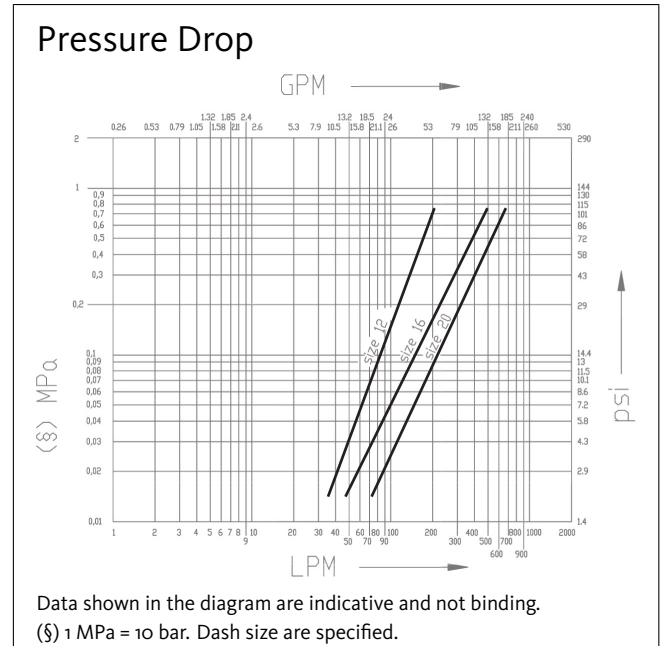 Pressure Drop
GPM
1.32 1.85 2.4 13.2 18.5 24 132 185 240
0.26 0.53 0.79 1.05 1.58 2.11 2.6 5.3 7.9 10.5 15.8 21.1 26 53 79 105 158 211 260 530
2 290
1 144
0,9 130
0,8 115
0,7 101
0,6 86
0,5 72
0,4 58
0,3 43
0,2 29
0,1 14.4
0,09 13
0,08 11.5
0,07 10.1
0,06 8.6
0,05 7.2
0,04 5.8
0,03 4.3
0,02 2.9
0,01 1.4
(§) MPa
size 12
size 16
size 20
psi
1 2 3 4 5 6 7 8 10 20 30 40 60 80 100 200 400 500 800 1000 2000
9 50 70 90 300 700
600 900
LPM
Data shown in the diagram are indicative and not binding.
(§) 1 MPa = 10 bar. Dash size are specified.